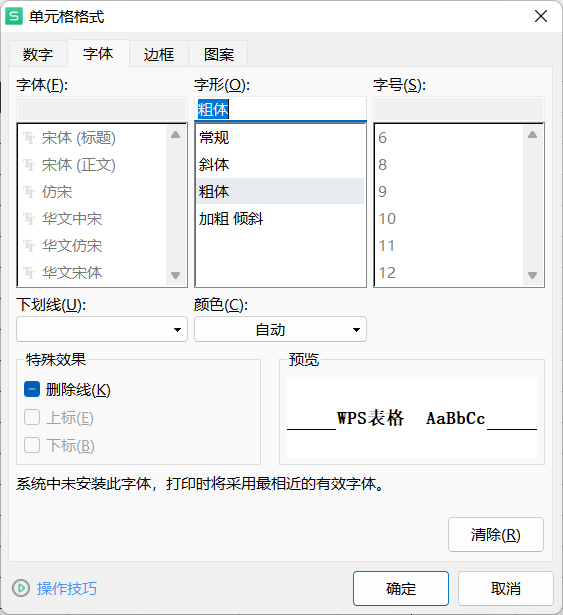 S 单元格格式
数字 字体 边框 图案
字体(F): 字形(O): 字号(S):
粗体
宋体 (标题) 常规 6
宋体 (正文) 斜体 8
仿宋 粗体 9
华文中宋 加粗 倾斜 10
华文仿宋 11
华文宋体 12
下划线(U): 颜色(C):
自动
特殊效果 预览
删除线(K)
上标(E) WPS表格 AaBbCc
下标(B)
系统中未安装此字体，打印时将采用最相近的有效字体。
清除(R)
操作技巧 确定 取消